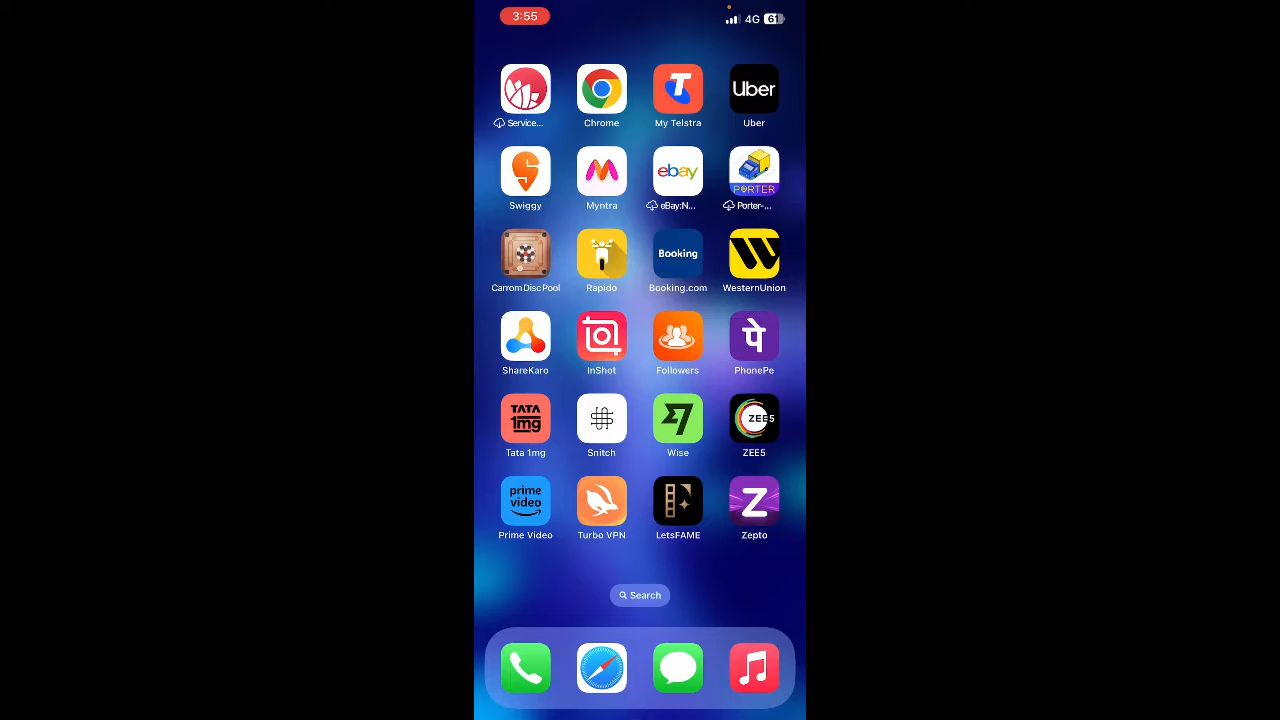 3:55 4G 61
Uber
Service... Chrome My Telstra Uber
ebay PORTER
Swiggy Myntra eBay:N... Porter-...
Booking
Carrom Disc Pool Rapido Booking.com WesternUnion
पे
ShareKaro InShot Followers PhonePe
TATA
1mg ZEE5
Tata 1mg Snitch Wise ZEE5
prime
video Z
Prime Video Turbo VPN LetsFAME Zepto
Search